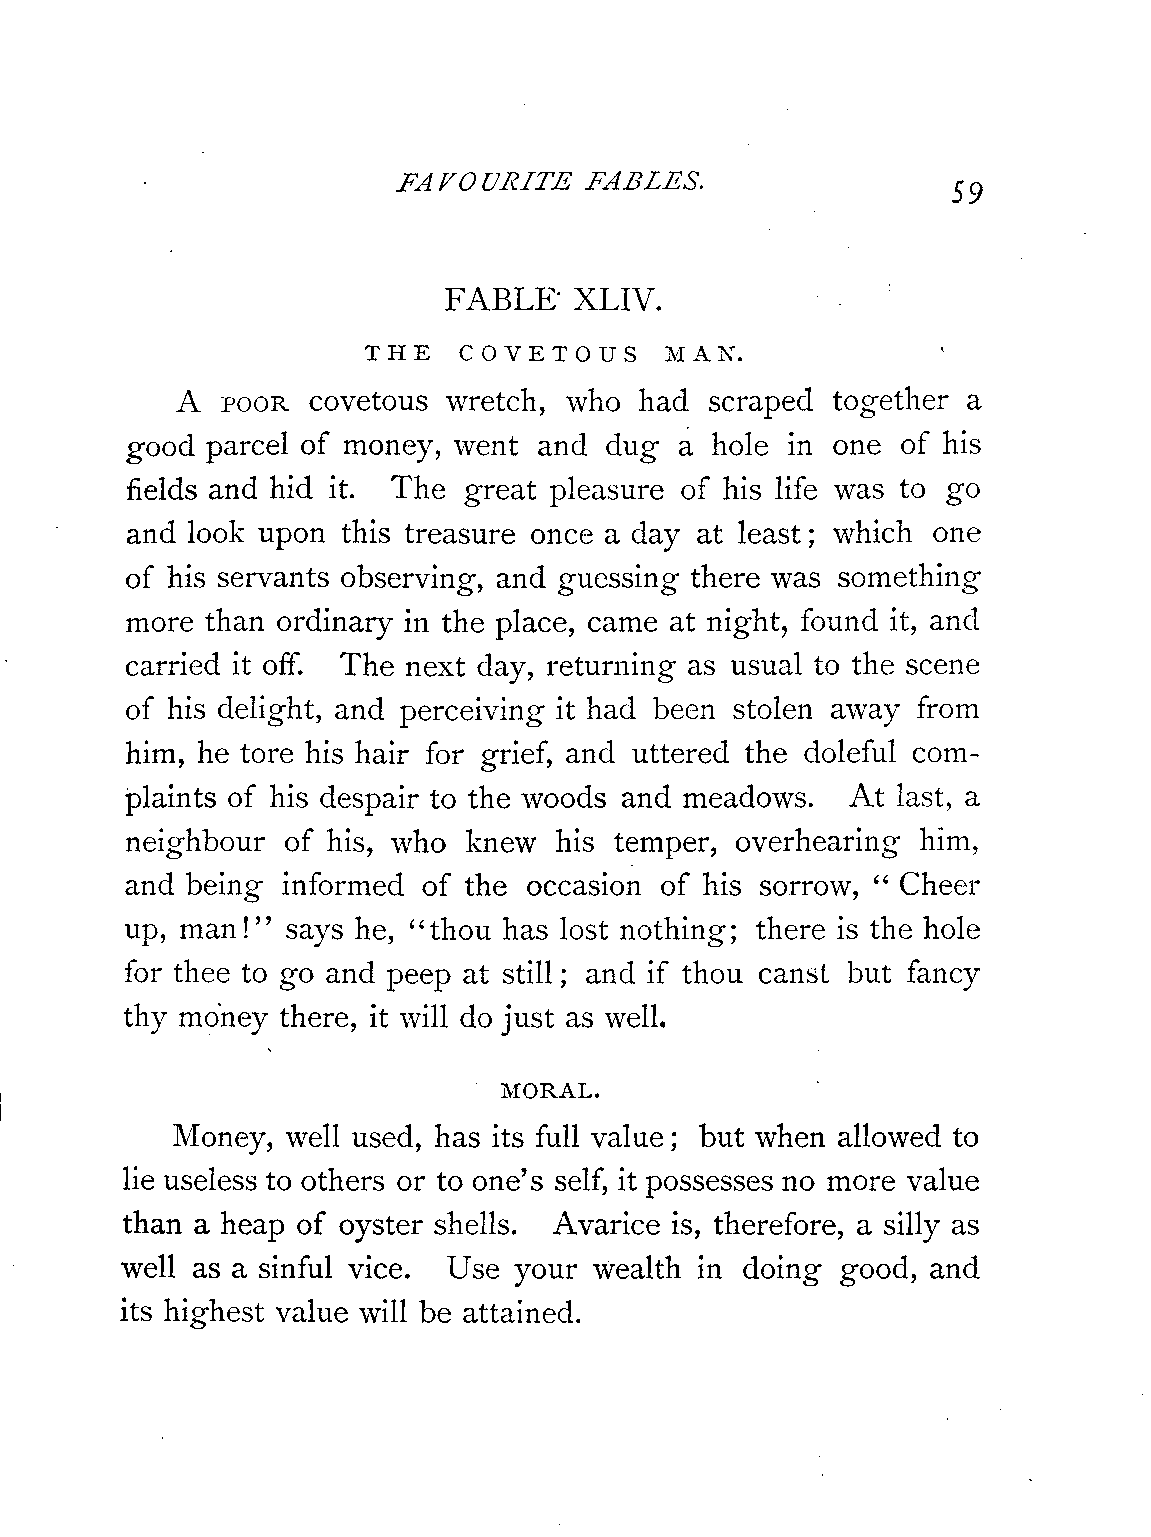 FAVOURITE FABLES.
59
FABLE XLIV.
THE COVETOUS MAN.
A POOR covetous wretch, who had scraped together a
good parcel of money, went and dug a hole in one of his
fields and hid it. The great pleasure of his life was to go
and look upon this treasure once a day at least; which one
of his servants observing, and guessing there was something
more than ordinary in the place, came at night, found it, and
carried it off. The next day, returning as usual to the scene
of his delight, and perceiving it had been stolen away from
him, he tore his hair for grief, and uttered the doleful com-
plaints of his despair to the woods and meadows. At last, a
neighbour of his, who knew his temper, overhearing him,
and being informed of the occasion of his sorrow, “ Cheer
up, man!” says he, “thou has lost nothing; there is the hole
for thee to go and peep at still; and if thou canst but fancy
thy money there, it will do just as well.
MORAL.
Money, well used, has its full value; but when allowed to
lie useless to others or to one's self, it possesses no more value
than a heap of oyster shells. Avarice is, therefore, a silly as
well as a sinful vice. Use your wealth in doing good, and
its highest value will be attained.